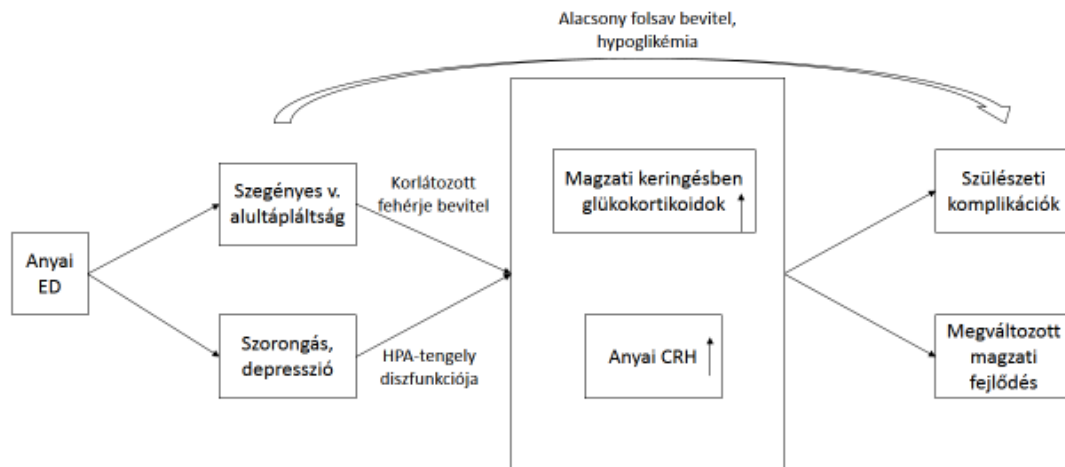 Alacsony folsav bevitel,
hypoglikémia
Szegényes v.
alultápláltság
Korlátozott
fehérje bevitel
Magzati keringésben
glükokortikoidok
Szülészeti
komplikációk
Anyai
ED
Szorongás,
depresszió
HPA-tengely
diszfunkciója
Anyai CRH
Megváltozott
magzati
fejlődés